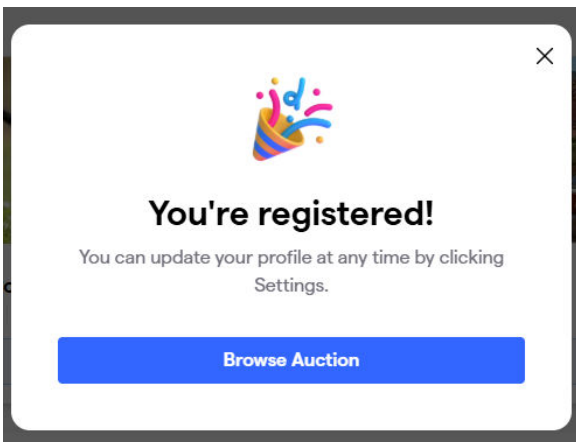 You're registered!
You can update your profile at any time by clicking
Settings.
Browse Auction